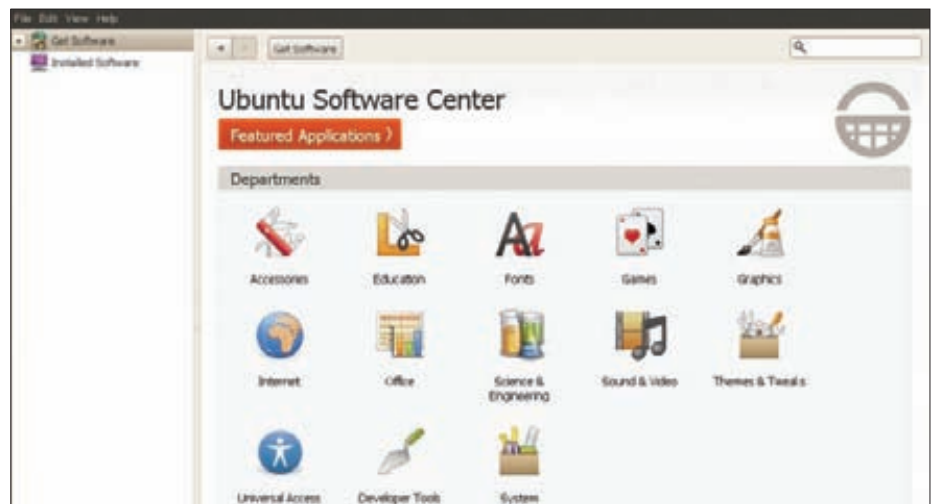 File Edit View Help
Get Software
Installed Software
Get Software
Ubuntu Software Center
Featured Applications
Departments
Accessories Education Fonts Games Graphics
Internet Office Science & Engineering Sound & Video Themes & Tweaks
Universal Access Developer Tools System